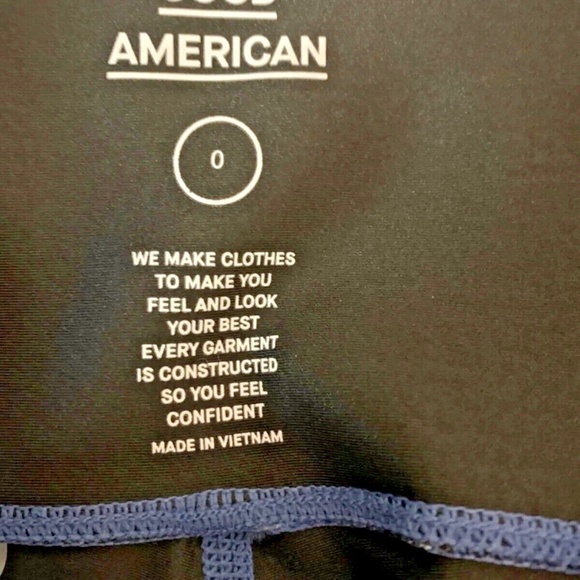 GOOD
AMERICAN
0
WE MAKE CLOTHES
TO MAKE YOU
FEEL AND LOOK
YOUR BEST
EVERY GARMENT
IS CONSTRUCTED
SO YOU FEEL
CONFIDENT
MADE IN VIETNAM